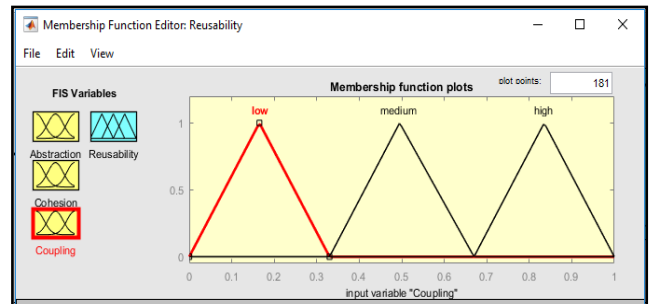 Membership Function Editor: Reusability
File Edit View
FIS Variables
Membership function plots
plot points:
181
Abstraction Reusability
Cohesion
Coupling
low
medium
high
1
0.5
0
0 0.1 0.2 0.3 0.4 0.5 0.6 0.7 0.8 0.9 1
input variable "Coupling"